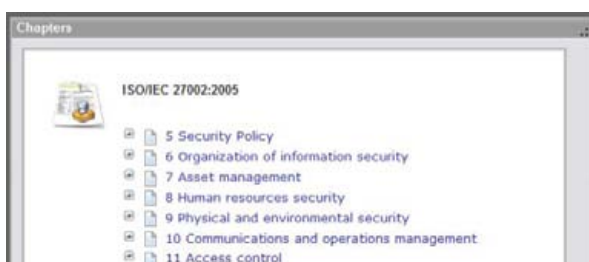 Chapters
ISO/IEC 27002:2005
5 Security Policy
6 Organization of information security
7 Asset management
8 Human resources security
9 Physical and environmental security
10 Communications and operations management
11 Access control